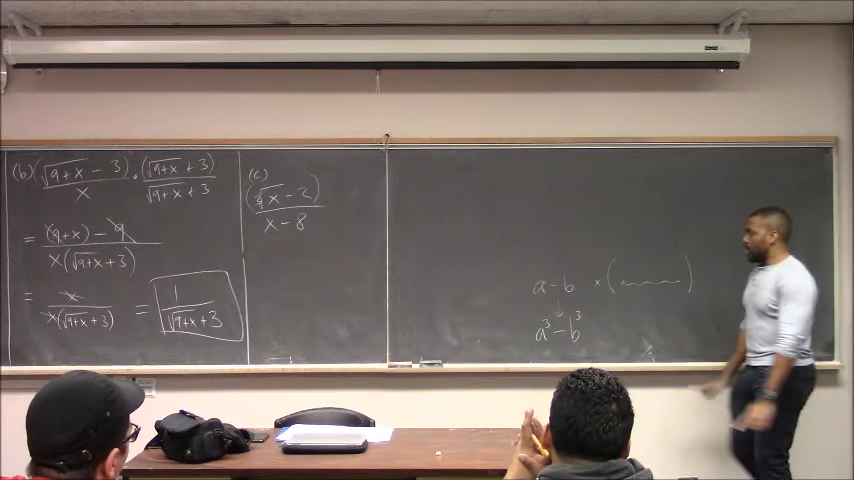 (b) (√9+x - 3) / x · (√9+x + 3) / √9+x + 3
= (9+x) - 9 / x(√9+x + 3)
= x / x(√9+x + 3) = 1 / √9+x + 3
(c)
(∛x - 2) / x - 8
a-b × ( )
↓
a³ - b³